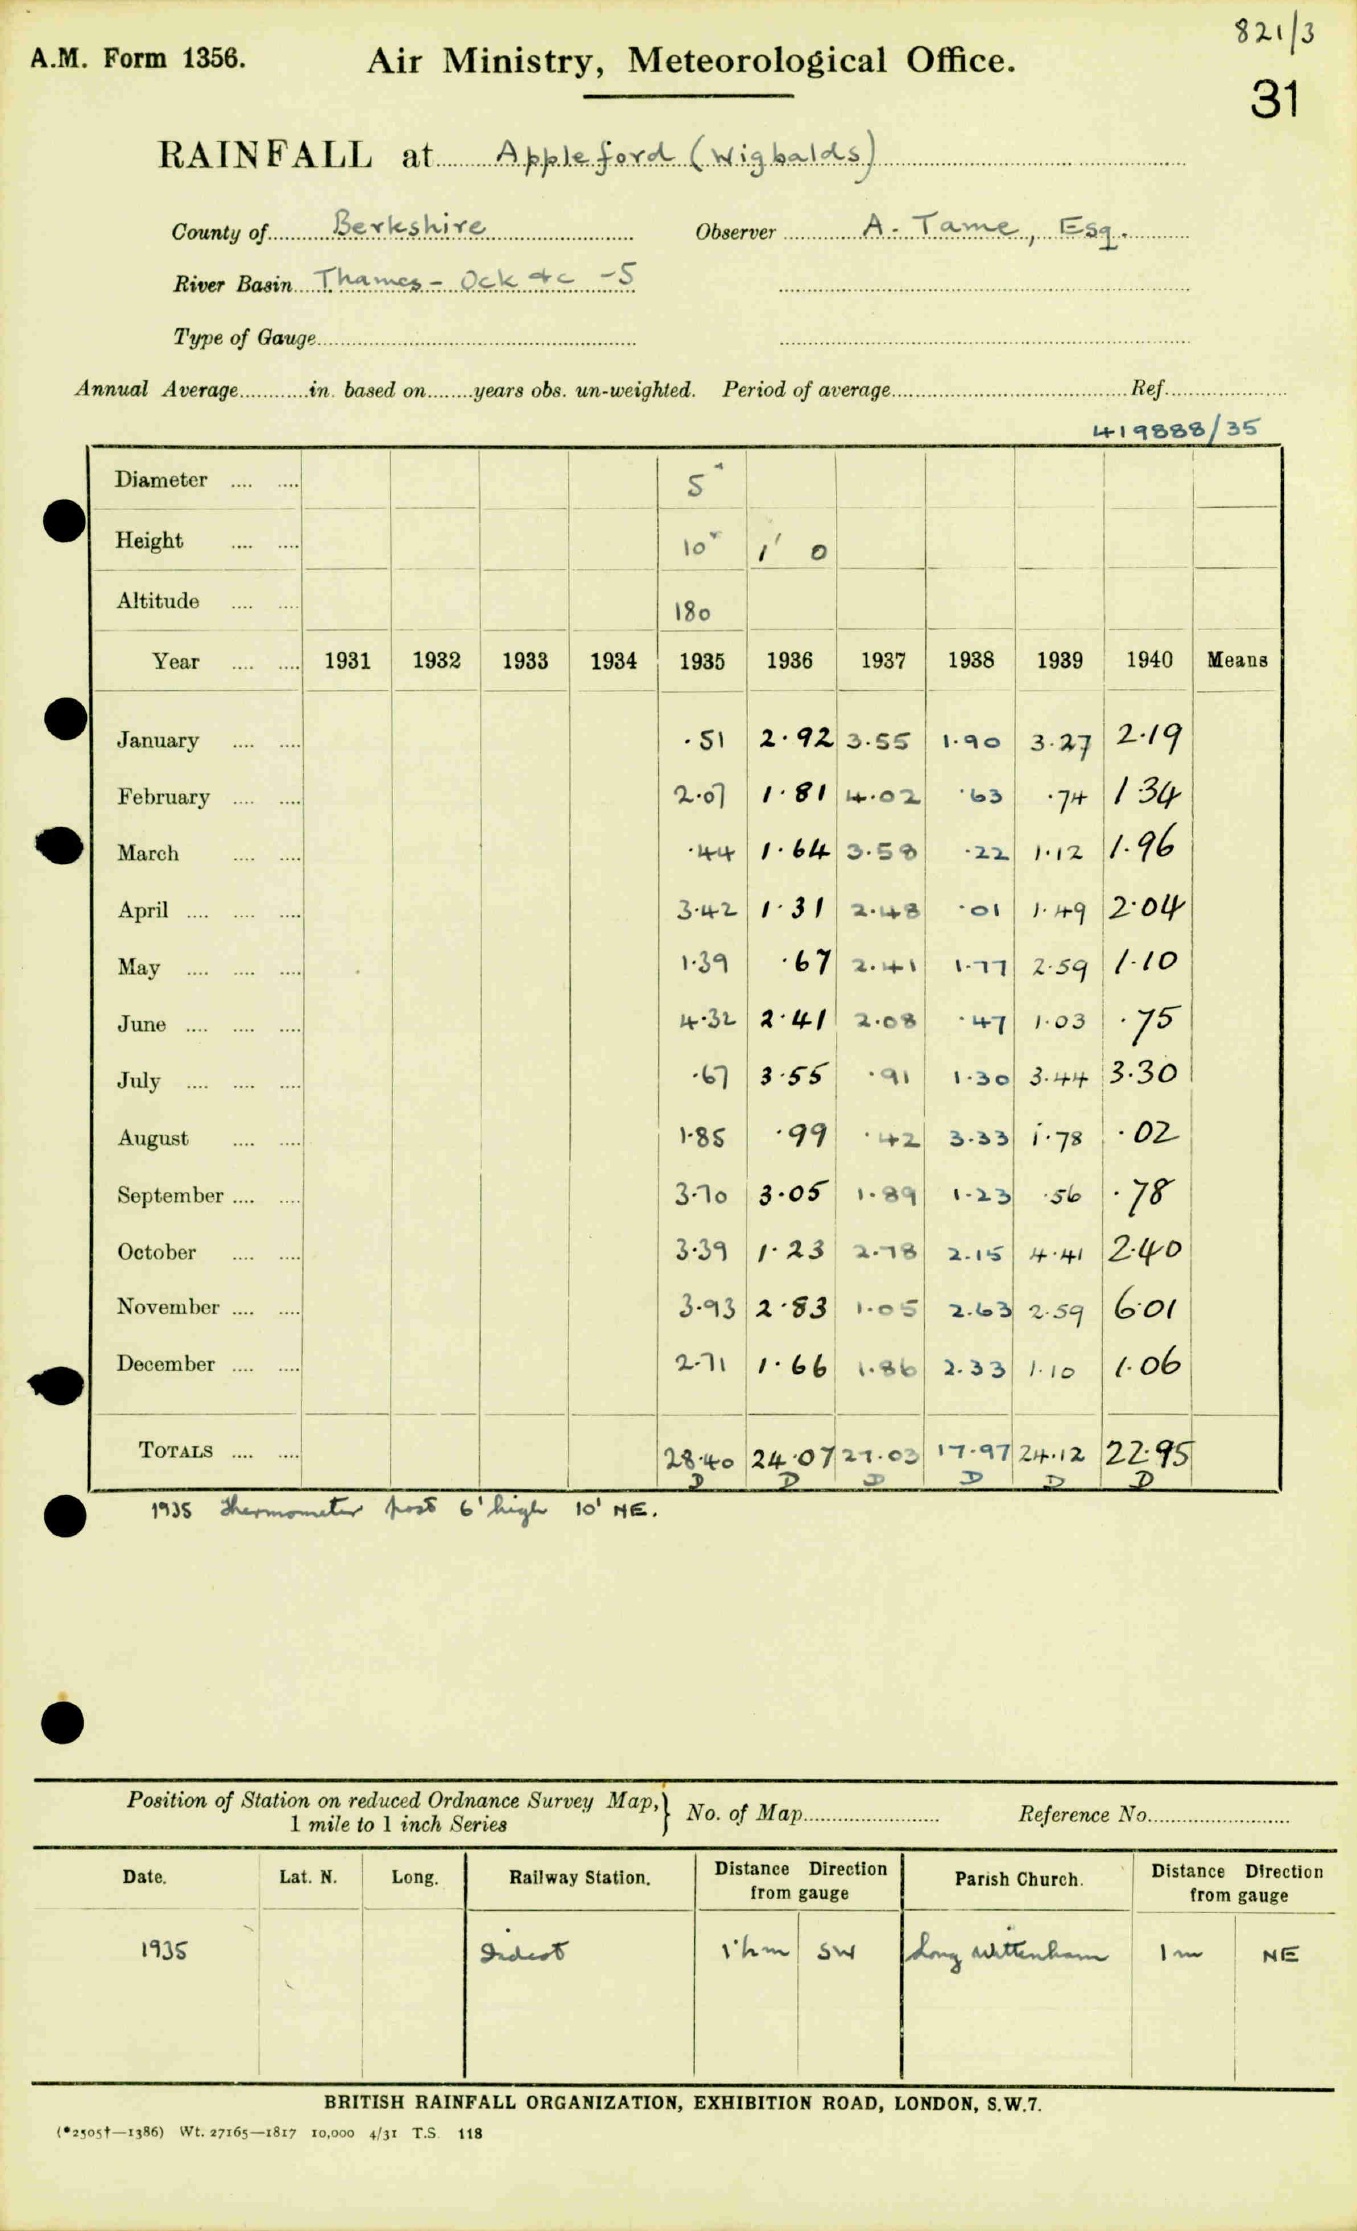 821/3
A.M. Form 1356. Air Ministry, Meteorological Office.
31
RAINFALL at Appleford (Wigbalds)
County of Berkshire Observer A. Tame, Esq.
River Basin Thames - Ock &c -5
Type of Gauge
Annual Average in. based on years obs. un-weighted. Period of average Ref.
419888/35
Diameter 5"
Height 10" 1' 0
Altitude 180
Year 1931 1932 1933 1934 1935 1936 1937 1938 1939 1940 Means
January .51 2.92 3.55 1.90 3.27 2.19
February 2.07 1.81 4.02 .63 .74 1.34
March .44 1.64 3.58 .22 1.12 1.96
April 3.42 1.31 2.48 .01 1.49 2.04
May 1.39 .67 2.41 1.77 2.59 1.10
June 4.32 2.41 2.08 .47 1.03 .75
July .67 3.55 .91 1.30 3.44 3.30
August 1.85 .99 .42 3.33 1.78 .02
September 3.70 3.05 1.89 1.23 .56 .78
October 3.39 1.23 2.78 2.15 4.41 2.40
November 3.93 2.83 1.05 2.63 2.59 6.01
December 2.71 1.66 1.86 2.33 1.10 1.06
TOTALS 28.40 24.07 27.03 17.97 24.12 22.95
D D D D D D
1935 Thermometer post 6' high 10' NE.
Position of Station on reduced Ordnance Survey Map, 1 mile to 1 inch Series } No. of Map Reference No.
Date. Lat. N. Long. Railway Station. Distance Direction from gauge Parish Church. Distance Direction from gauge
1935 Didcot SW Long Wittenham 1 m NE
BRITISH RAINFALL ORGANIZATION, EXHIBITION ROAD, LONDON, S.W.7.
(*2505†—1386) Wt. 27165—1817 10,000 4/31 T.S. 118